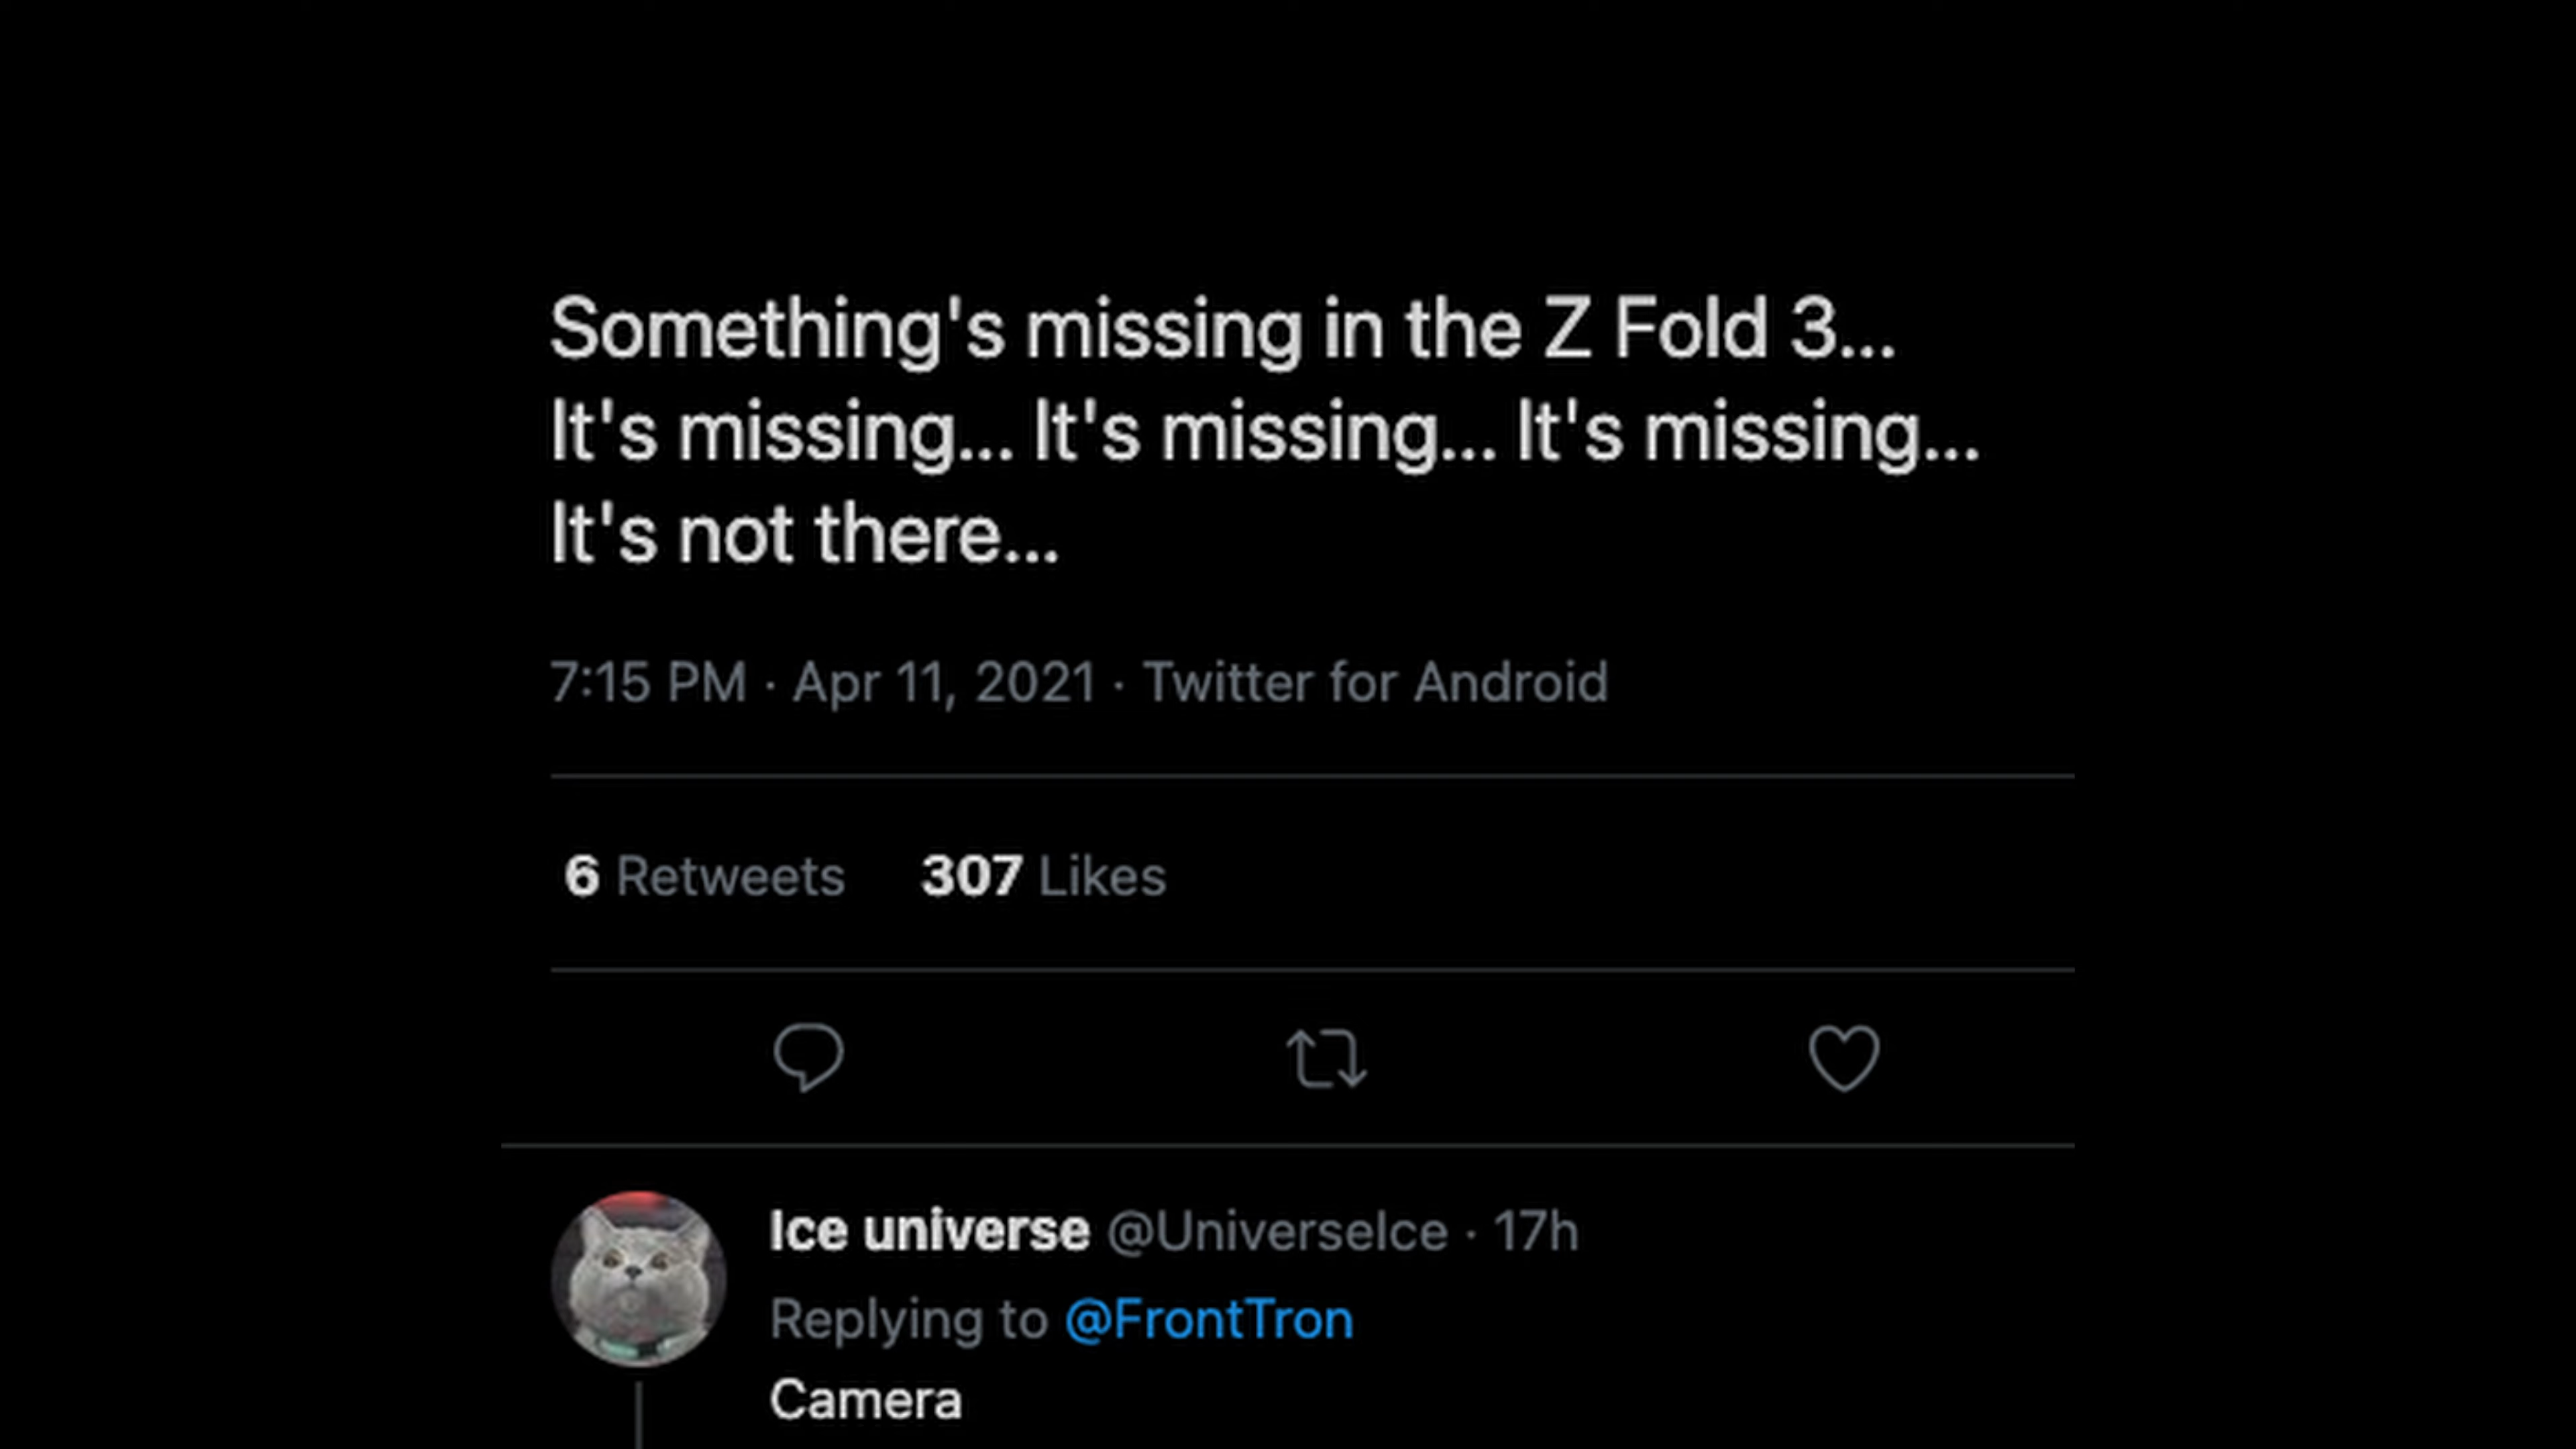 Something's missing in the Z Fold 3...
It's missing... It's missing... It's missing...
It's not there...
7:15 PM · Apr 11, 2021 · Twitter for Android
6 Retweets 307 Likes
Ice universe @UniverseIce · 17h
Replying to @FrontTron
Camera